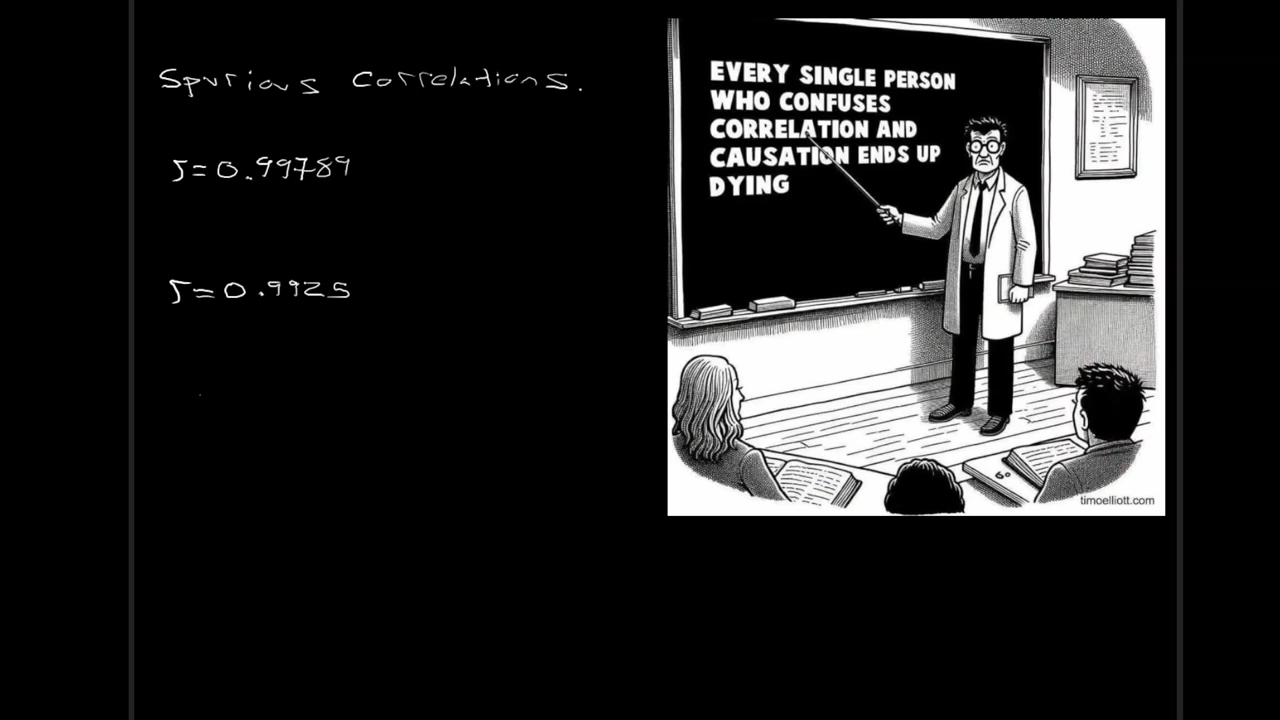 Spurious Correlations.
r=0.99789
r=0.9925
EVERY SINGLE PERSON
WHO CONFUSES
CORRELATION AND
CAUSATION ENDS UP
DYING
timoelliott.com